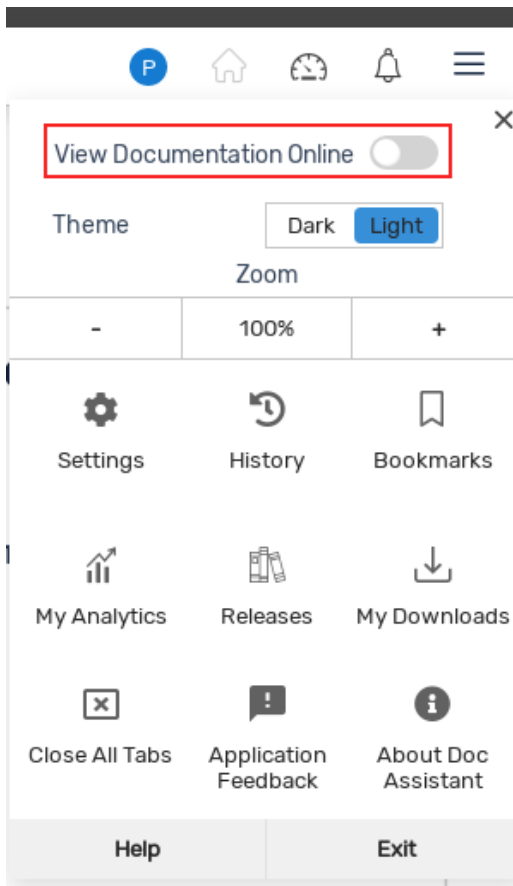 P
View Documentation Online
Theme Dark Light
Zoom
- 100% +
Settings History Bookmarks
My Analytics Releases My Downloads
Close All Tabs Application Feedback About Doc Assistant
Help Exit